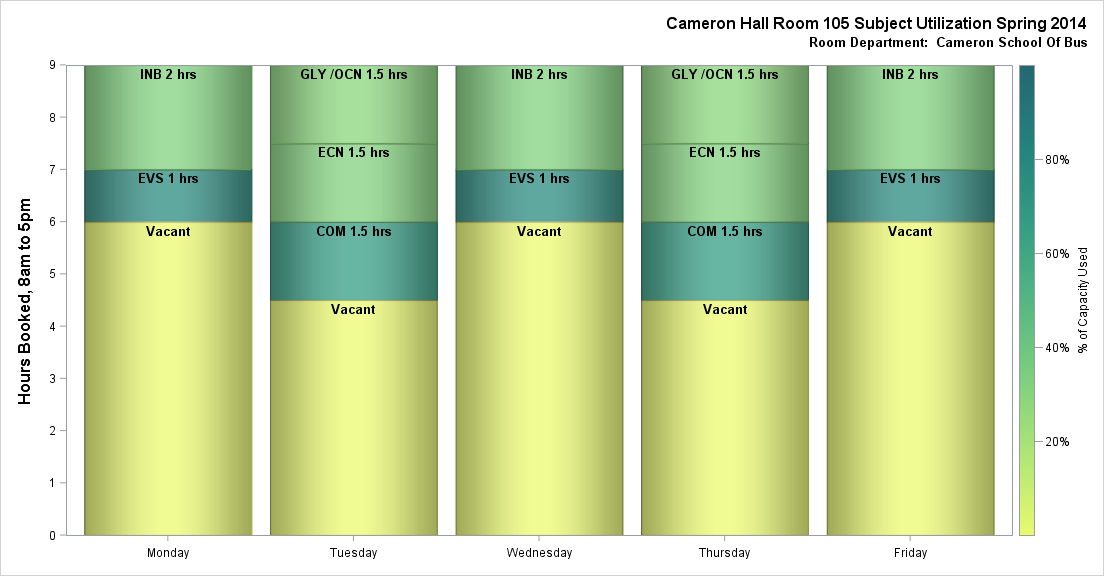 Cameron Hall Room 105 Subject Utilization Spring 2014
Room Department:  Cameron School Of Bus
Hours Booked, 8am to 5pm
9
8
7
6
5
4
3
2
1
0
INB 2 hrs
EVS 1 hrs
Vacant
GLY /OCN 1.5 hrs
ECN 1.5 hrs
COM 1.5 hrs
Vacant
INB 2 hrs
EVS 1 hrs
Vacant
GLY /OCN 1.5 hrs
ECN 1.5 hrs
COM 1.5 hrs
Vacant
INB 2 hrs
EVS 1 hrs
Vacant
Monday
Tuesday
Wednesday
Thursday
Friday
80%
60%
40%
20%
% of Capacity Used